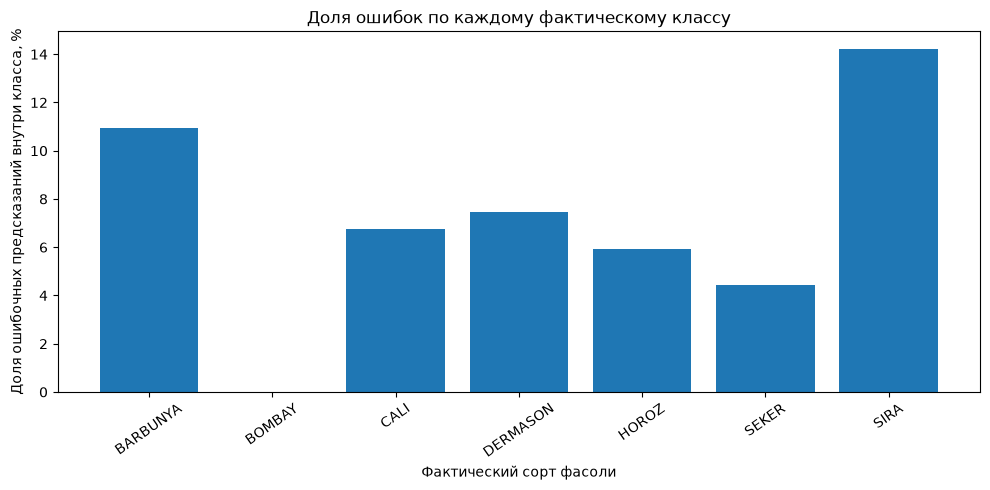 Доля ошибок по каждому фактическому классу
Доля ошибочных предсказаний внутри класса, %
14
12
10
8
6
4
2
0
BARBUNYA
BOMBAY
CALI
DERMASON
HOROZ
SEKER
SIRA
Фактический сорт фасоли